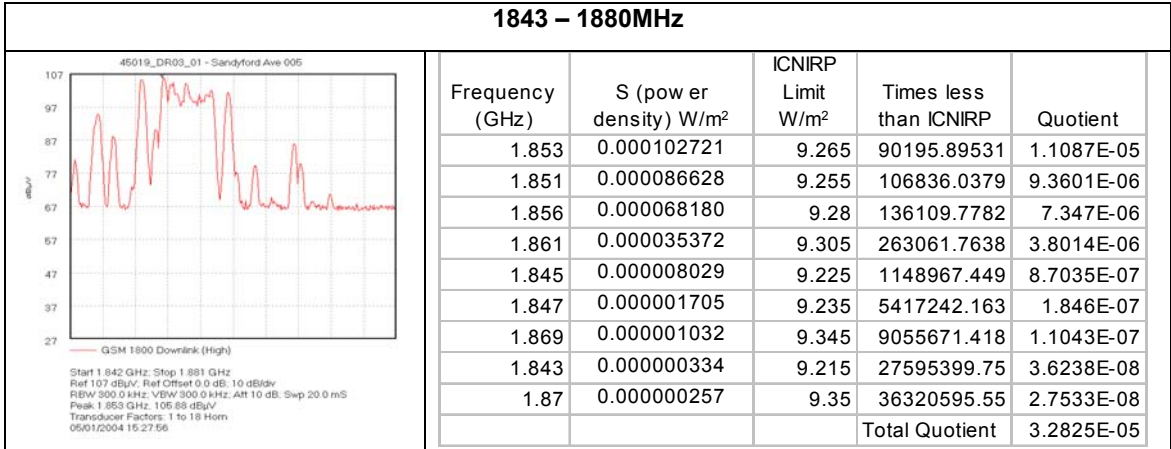 1843 – 1880MHz
45019_DR03_01 - Sandyford Ave 005
107
97
87
77
67
57
47
37
27
dBµV
GSM 1800 Downlink (High)
Start 1.842 GHz; Stop 1.881 GHz
Ref 107 dBµV; Ref Offset 0.0 dB; 10 dB/div
RBW 300.0 kHz; VBW 300.0 kHz; Att 10 dB; Swp 20.0 mS
Peak 1.853 GHz, 105.88 dBµV
Transducer Factors: 1 to 18 Horn
05/01/2004 15:27:56
Frequency (GHz) S (pow er density) W/m² ICNIRP Limit W/m² Times less than ICNIRP Quotient
1.853 0.000102721 9.265 90195.89531 1.1087E-05
1.851 0.000086628 9.255 106836.0379 9.3601E-06
1.856 0.000068180 9.28 136109.7782 7.347E-06
1.861 0.000035372 9.305 263061.7638 3.8014E-06
1.845 0.000008029 9.225 1148967.449 8.7035E-07
1.847 0.000001705 9.235 5417242.163 1.846E-07
1.869 0.000001032 9.345 9055671.418 1.1043E-07
1.843 0.000000334 9.215 27595399.75 3.6238E-08
1.87 0.000000257 9.35 36320595.55 2.7533E-08
Total Quotient 3.2825E-05